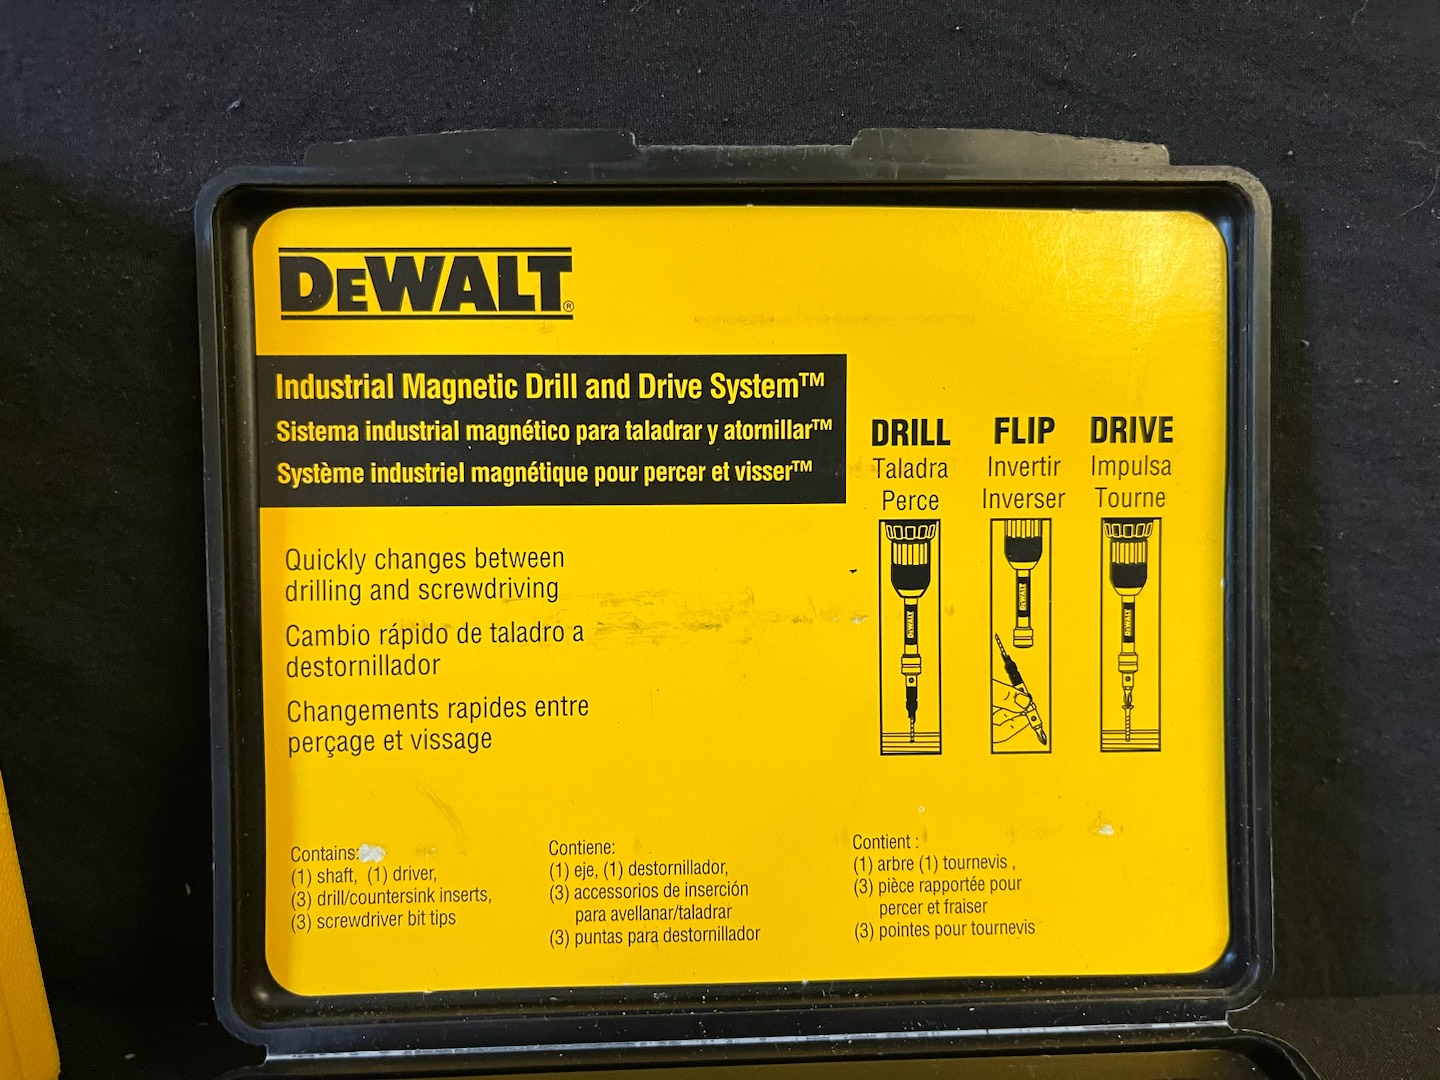 DEWALT®
Industrial Magnetic Drill and Drive System™
Sistema industrial magnético para taladrar y atornillar™
Système industriel magnétique pour percer et visser™
DRILL
Taladra
Perce
FLIP
Invertir
Inverser
DRIVE
Impulsa
Tourne
DEWALT
DEWALT
DEWALT
Quickly changes between
drilling and screwdriving
Cambio rápido de taladro a
destornillador
Changements rapides entre
perçage et vissage
Contains:
(1) shaft, (1) driver,
(3) drill/countersink inserts,
(3) screwdriver bit tips
Contiene:
(1) eje, (1) destornillador,
(3) accessorios de inserción
para avellanar/taladrar
(3) puntas para destornillador
Contient :
(1) arbre (1) tournevis ,
(3) pièce rapportée pour
percer et fraiser
(3) pointes pour tournevis